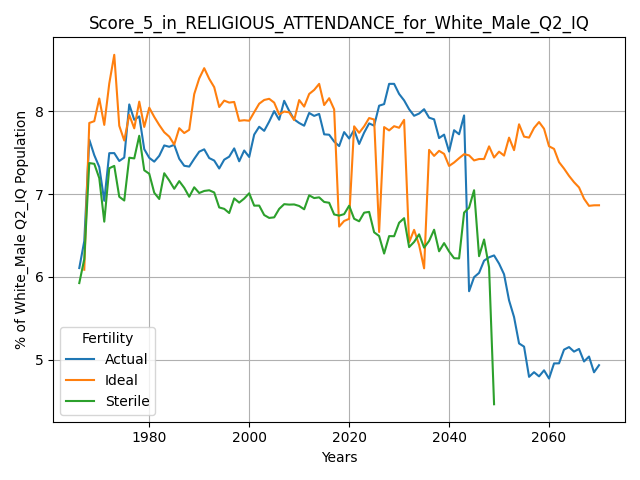 Score_5_in_RELIGIOUS_ATTENDANCE_for_White_Male_Q2_IQ
% of White_Male Q2_IQ Population
8
7
6
5
Fertility
Actual
Ideal
Sterile
1980 2000 2020 2040 2060
Years